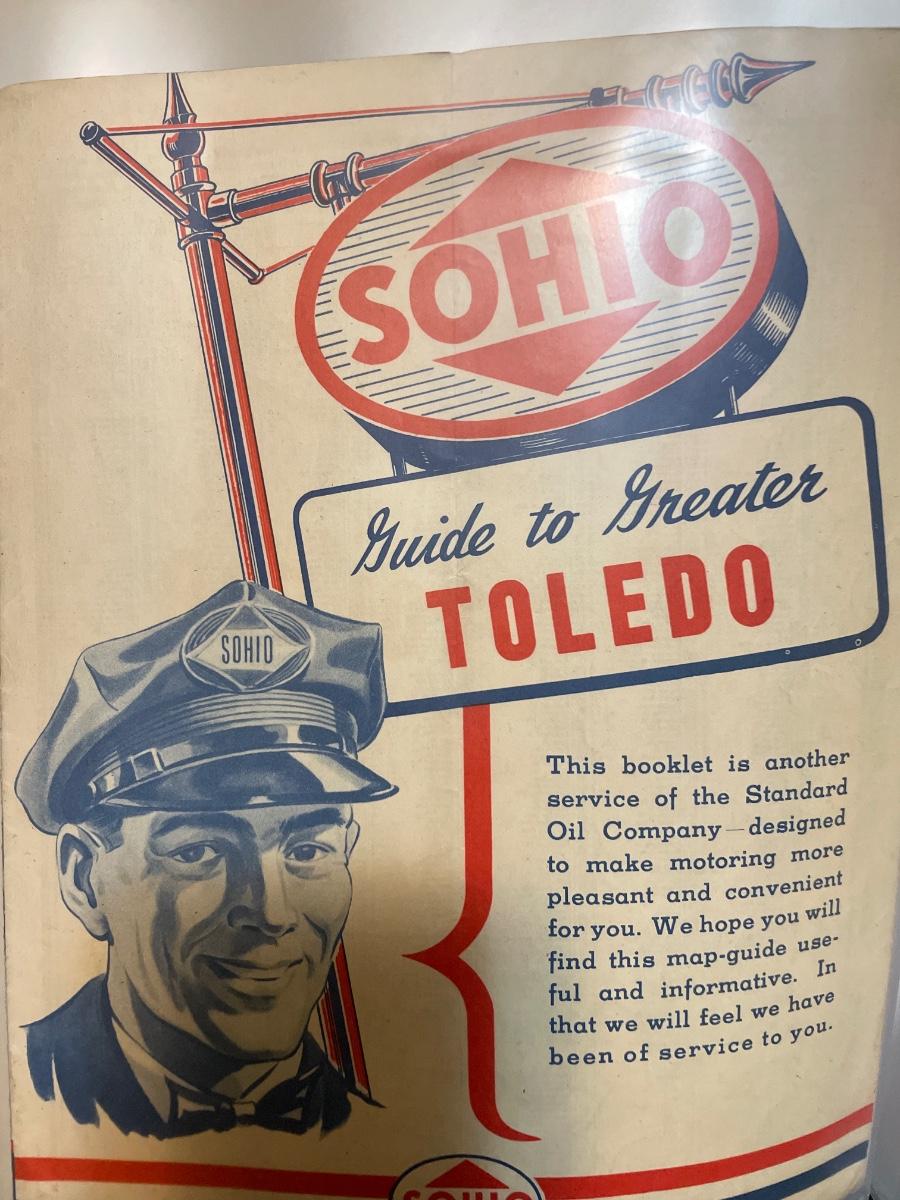 SOHIO
Guide to Greater
TOLEDO
SOHIO
This booklet is another
service of the Standard
Oil Company—designed
to make motoring more
pleasant and convenient
for you. We hope you will
find this map-guide use-
ful and informative. In
that we will feel we have
been of service to you.
SOHIO